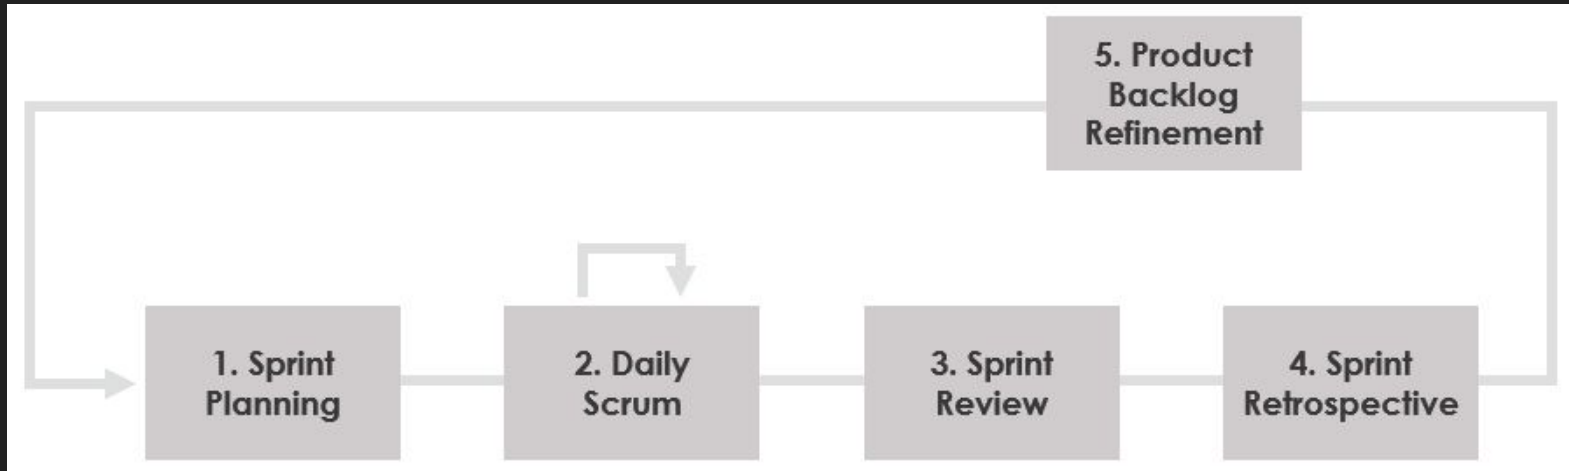 5. Product
Backlog
Refinement
1. Sprint
Planning
2. Daily
Scrum
3. Sprint
Review
4. Sprint
Retrospective